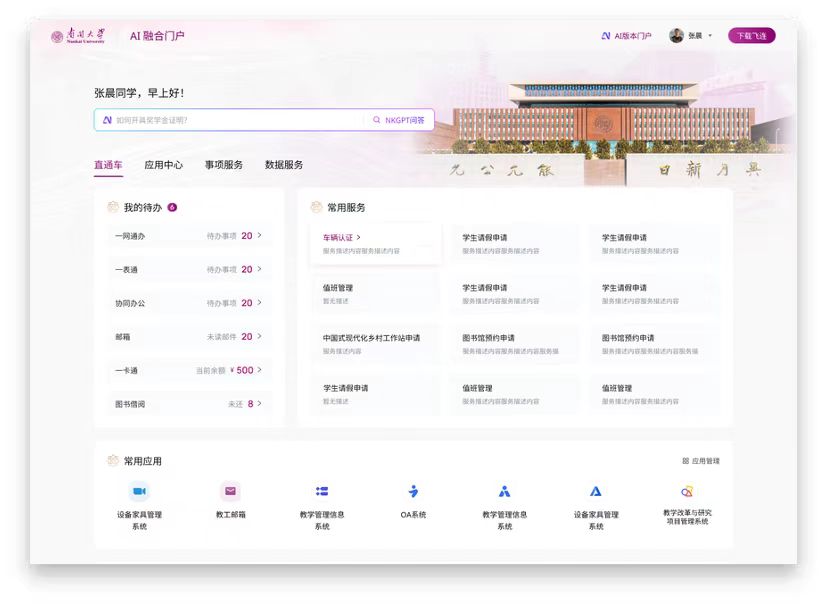 南開大學
Nankai University
AI 融合门户
AI版本门户
张晨
下载飞连
张晨同学，早上好！
如何开具奖学金证明?
NKGPT问答
允公允能
日新月异
直通车
应用中心
事项服务
数据服务
我的待办 6
一网通办 待办事项 20
一表通 待办事项 20
协同办公 待办事项 20
邮箱 未读邮件 20
一卡通 当前余额 ¥ 500
图书借阅 未还 8
常用服务
车辆认证
服务描述内容服务描述内容
学生请假申请
服务描述内容服务描述内容
学生请假申请
服务描述内容服务描述内容
值班管理
暂无描述
学生请假申请
服务描述内容服务描述内容
学生请假申请
服务描述内容服务描述内容
中国式现代化乡村工作站申请
服务描述内容
图书馆预约申请
服务描述内容服务描述内容服务描
图书馆预约申请
服务描述内容服务描述内容服务描
学生请假申请
暂无描述
值班管理
服务描述内容服务描述内容
值班管理
服务描述内容服务描述内容
常用应用
应用管理
设备家具管理
系统
教工邮箱
教学管理信息
系统
OA系统
教学管理信息
系统
设备家具管理
系统
教学改革与研究
项目管理系统